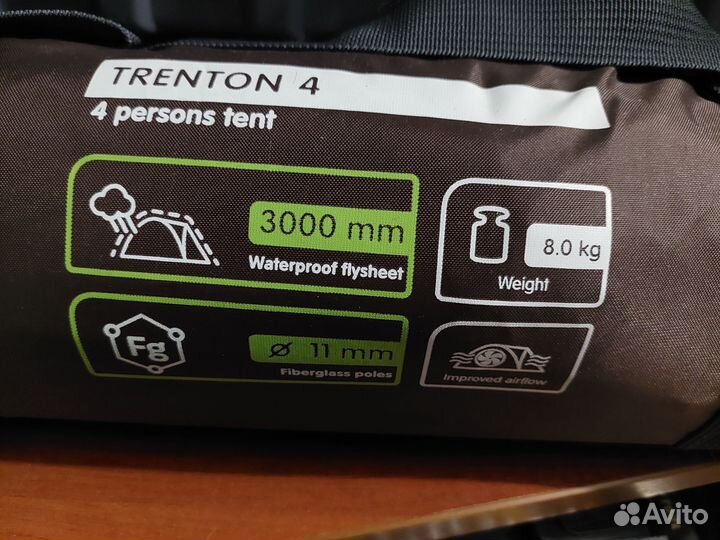 TRENTON 4
4 persons tent
3000 mm
Waterproof flysheet
8.0 kg
Weight
Fg
Ø 11 mm
Fiberglass poles
Improved airflow
Avito